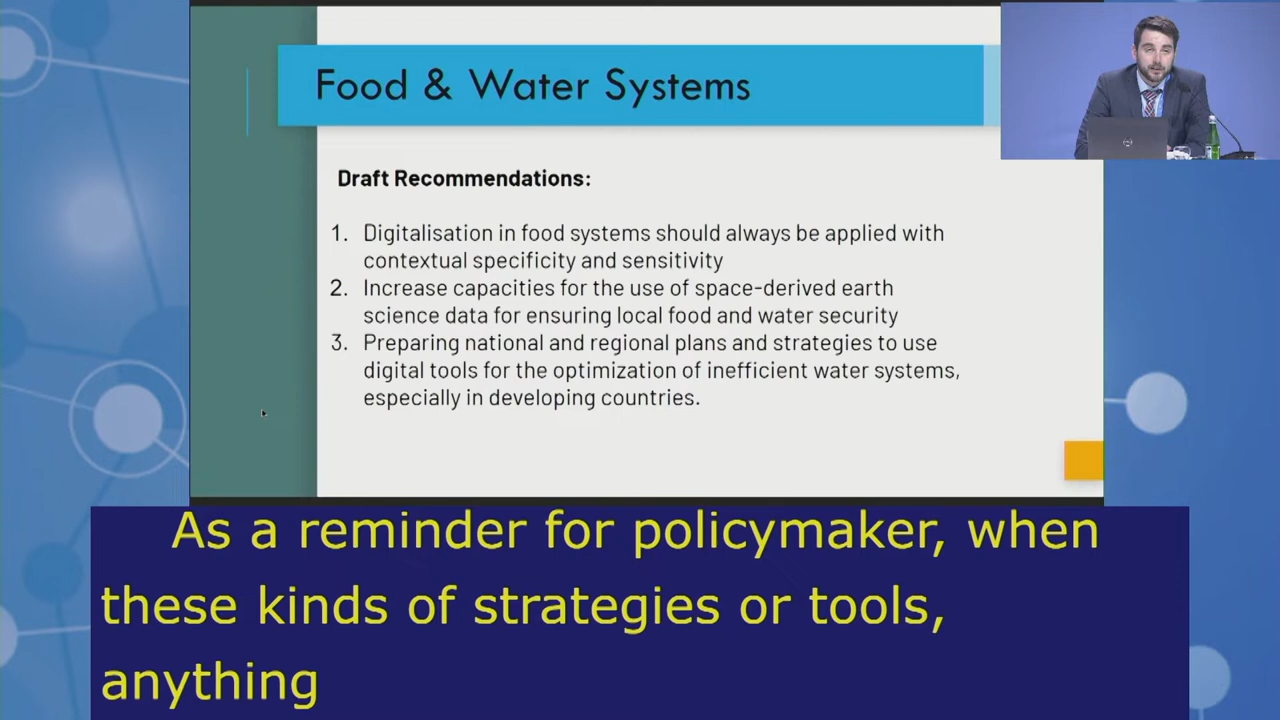 Food & Water Systems
Draft Recommendations:
1. Digitalisation in food systems should always be applied with
contextual specificity and sensitivity
2. Increase capacities for the use of space-derived earth
science data for ensuring local food and water security
3. Preparing national and regional plans and strategies to use
digital tools for the optimization of inefficient water systems,
especially in developing countries.
As a reminder for policymaker, when
these kinds of strategies or tools,
anything